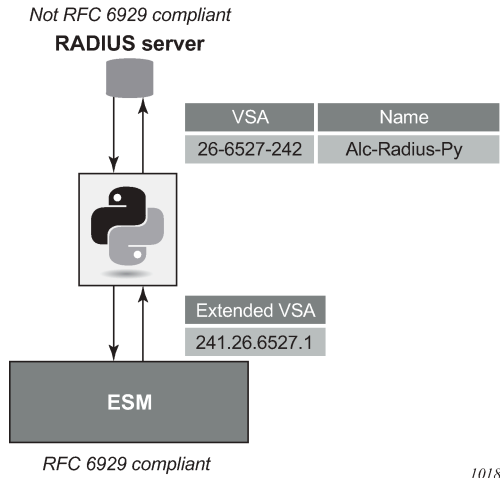 Not RFC 6929 compliant
RADIUS server
VSA Name
26-6527-242 Alc-Radius-Py
Extended VSA
241.26.6527.1
ESM
RFC 6929 compliant
1018